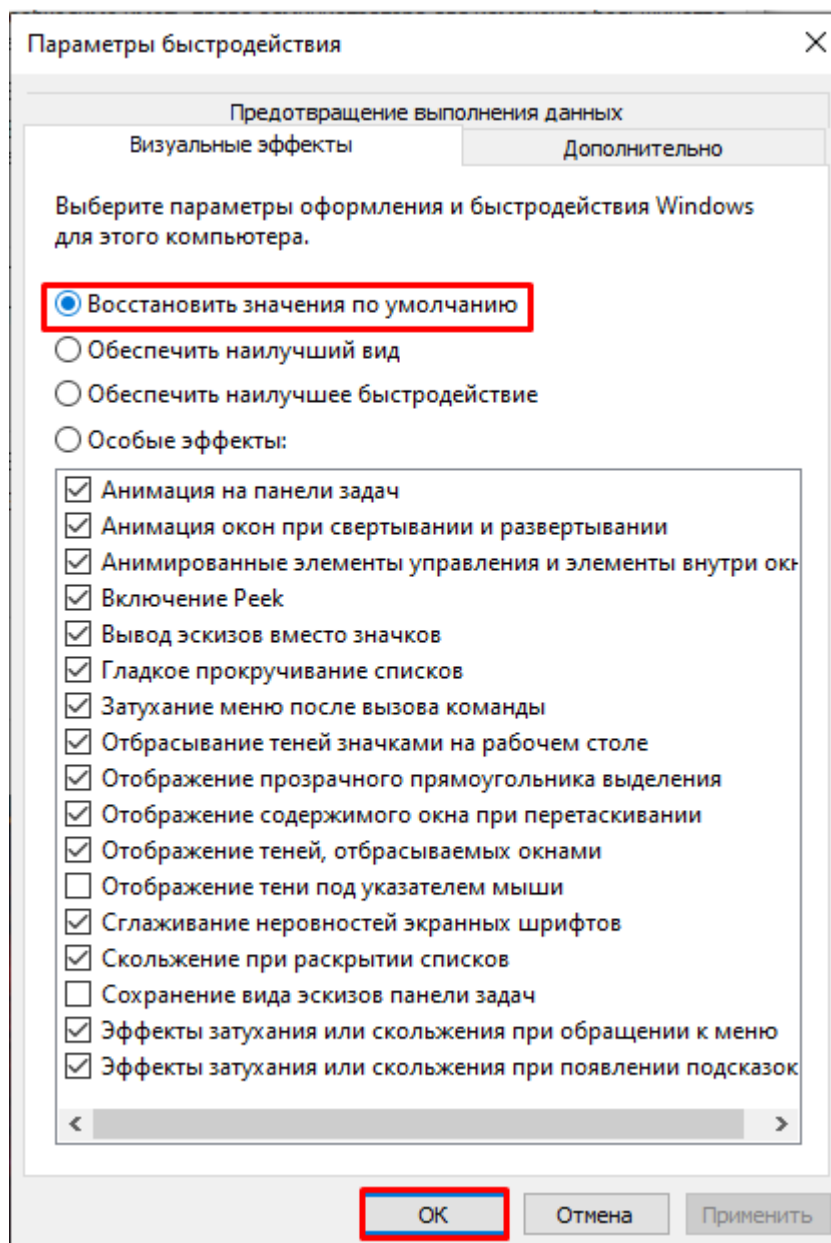 Параметры быстродействия
Предотвращение выполнения данных
Визуальные эффекты
Дополнительно
Выберите параметры оформления и быстродействия Windows
для этого компьютера.
Восстановить значения по умолчанию
Обеспечить наилучший вид
Обеспечить наилучшее быстродействие
Особые эффекты:
Анимация на панели задач
Анимация окон при свертывании и развертывании
Анимированные элементы управления и элементы внутри
Включение Peek
Вывод эскизов вместо значков
Гладкое прокручивание списков
Затухание меню после вызова команды
Отбрасывание теней значками на рабочем столе
Отображение прозрачного прямоугольника выделения
Отображение содержимого окна при перетаскивании
Отображение теней, отбрасываемых окнами
Отображение тени под указателем мыши
Сглаживание неровностей экранных шрифтов
Скольжение при раскрытии списков
Сохранение вида эскизов панели задач
Эффекты затухания или скольжения при обращении к меню
Эффекты затухания или скольжения при появлении подсказок
ОК
Отмена
Применить